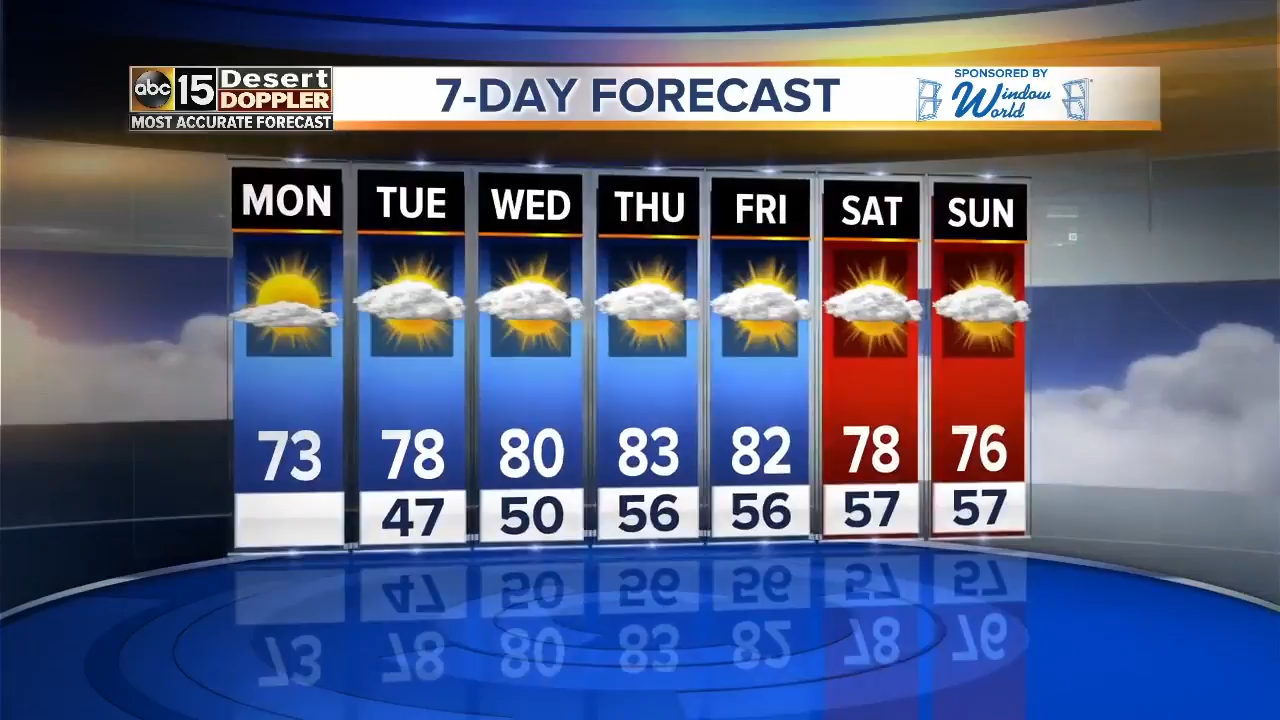 abc 15 Desert DOPPLER
MOST ACCURATE FORECAST
7-DAY FORECAST
SPONSORED BY
Window World
MON TUE WED THU FRI SAT SUN
73 78 80 83 82 78 76
47 50 56 56 57 57